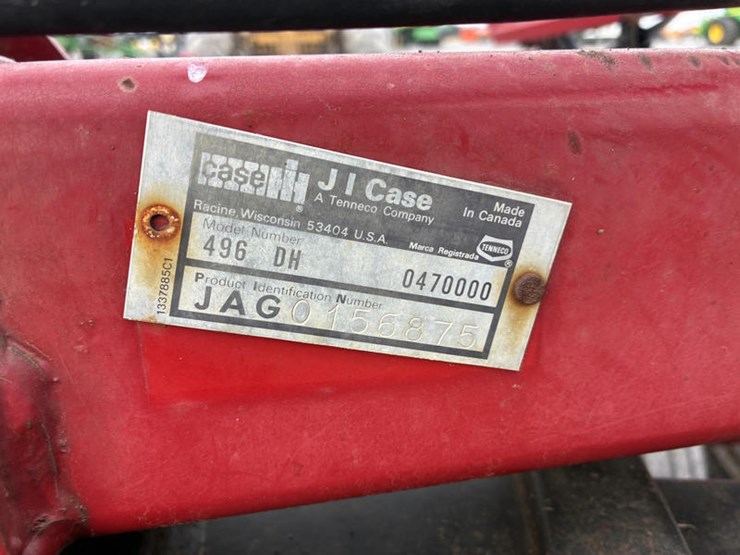 case IH
®
J I Case
A Tenneco Company
Made
In Canada
Racine, Wisconsin 53404 U.S.A.
Marca Registrada
TENNECO
®
Model Number
496 DH
0470000
Product Identification Number
JAG0156875
1337885C1